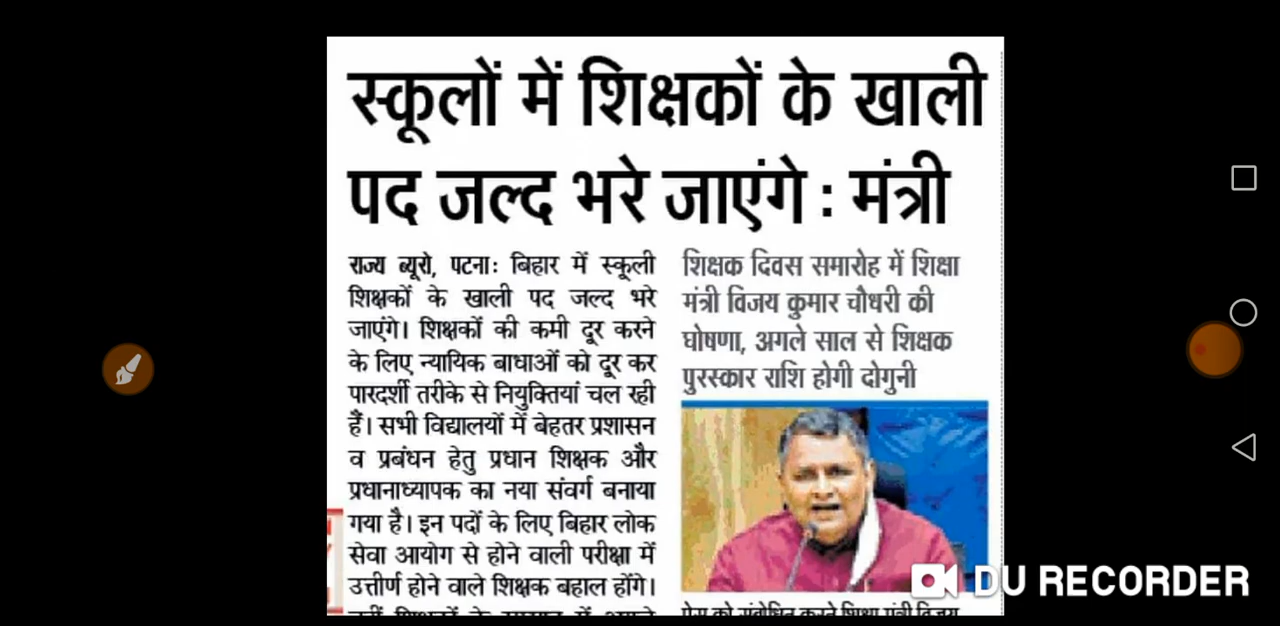 स्कूलों में शिक्षकों के खाली
पद जल्द भरे जाएंगे : मंत्री
राज्य ब्यूरो, पटना: बिहार में स्कूली
शिक्षकों के खाली पद जल्द भरे
जाएंगे। शिक्षकों की कमी दूर करने
के लिए न्यायिक बाधाओं को दूर कर
पारदर्शी तरीके से नियुक्तियां चल रही
हैं। सभी विद्यालयों में बेहतर प्रशासन
व प्रबंधन हेतु प्रधान शिक्षक और
प्रधानाध्यापक का नया संवर्ग बनाया
गया है। इन पदों के लिए बिहार लोक
सेवा आयोग से होने वाली परीक्षा में
उत्तीर्ण होने वाले शिक्षक बहाल होंगे।
शिक्षक दिवस समारोह में शिक्षा
मंत्री विजय कुमार चौधरी की
घोषणा, अगले साल से शिक्षक
पुरस्कार राशि होगी दोगुनी
प्रेस को संबोधित करते शिक्षा मंत्री विजय
DU RECORDER